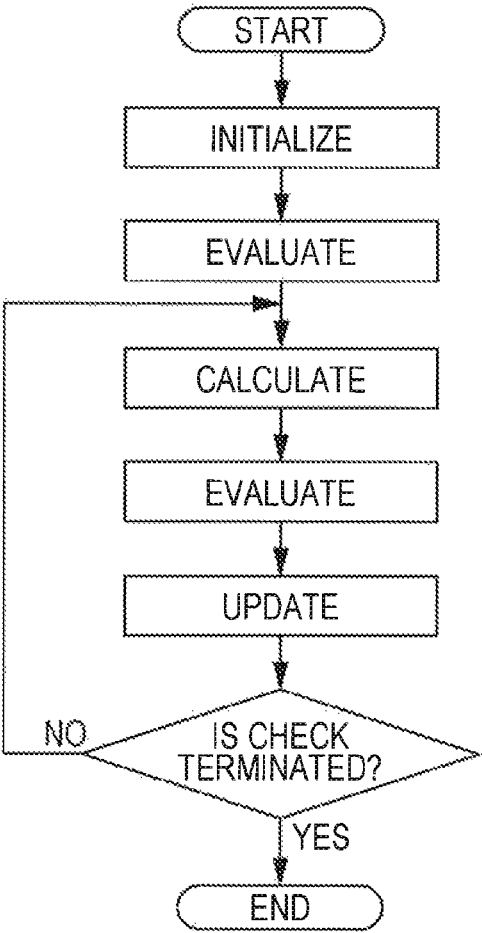 START
INITIALIZE
EVALUATE
CALCULATE
EVALUATE
UPDATE
IS CHECK
TERMINATED?
NO
YES
END